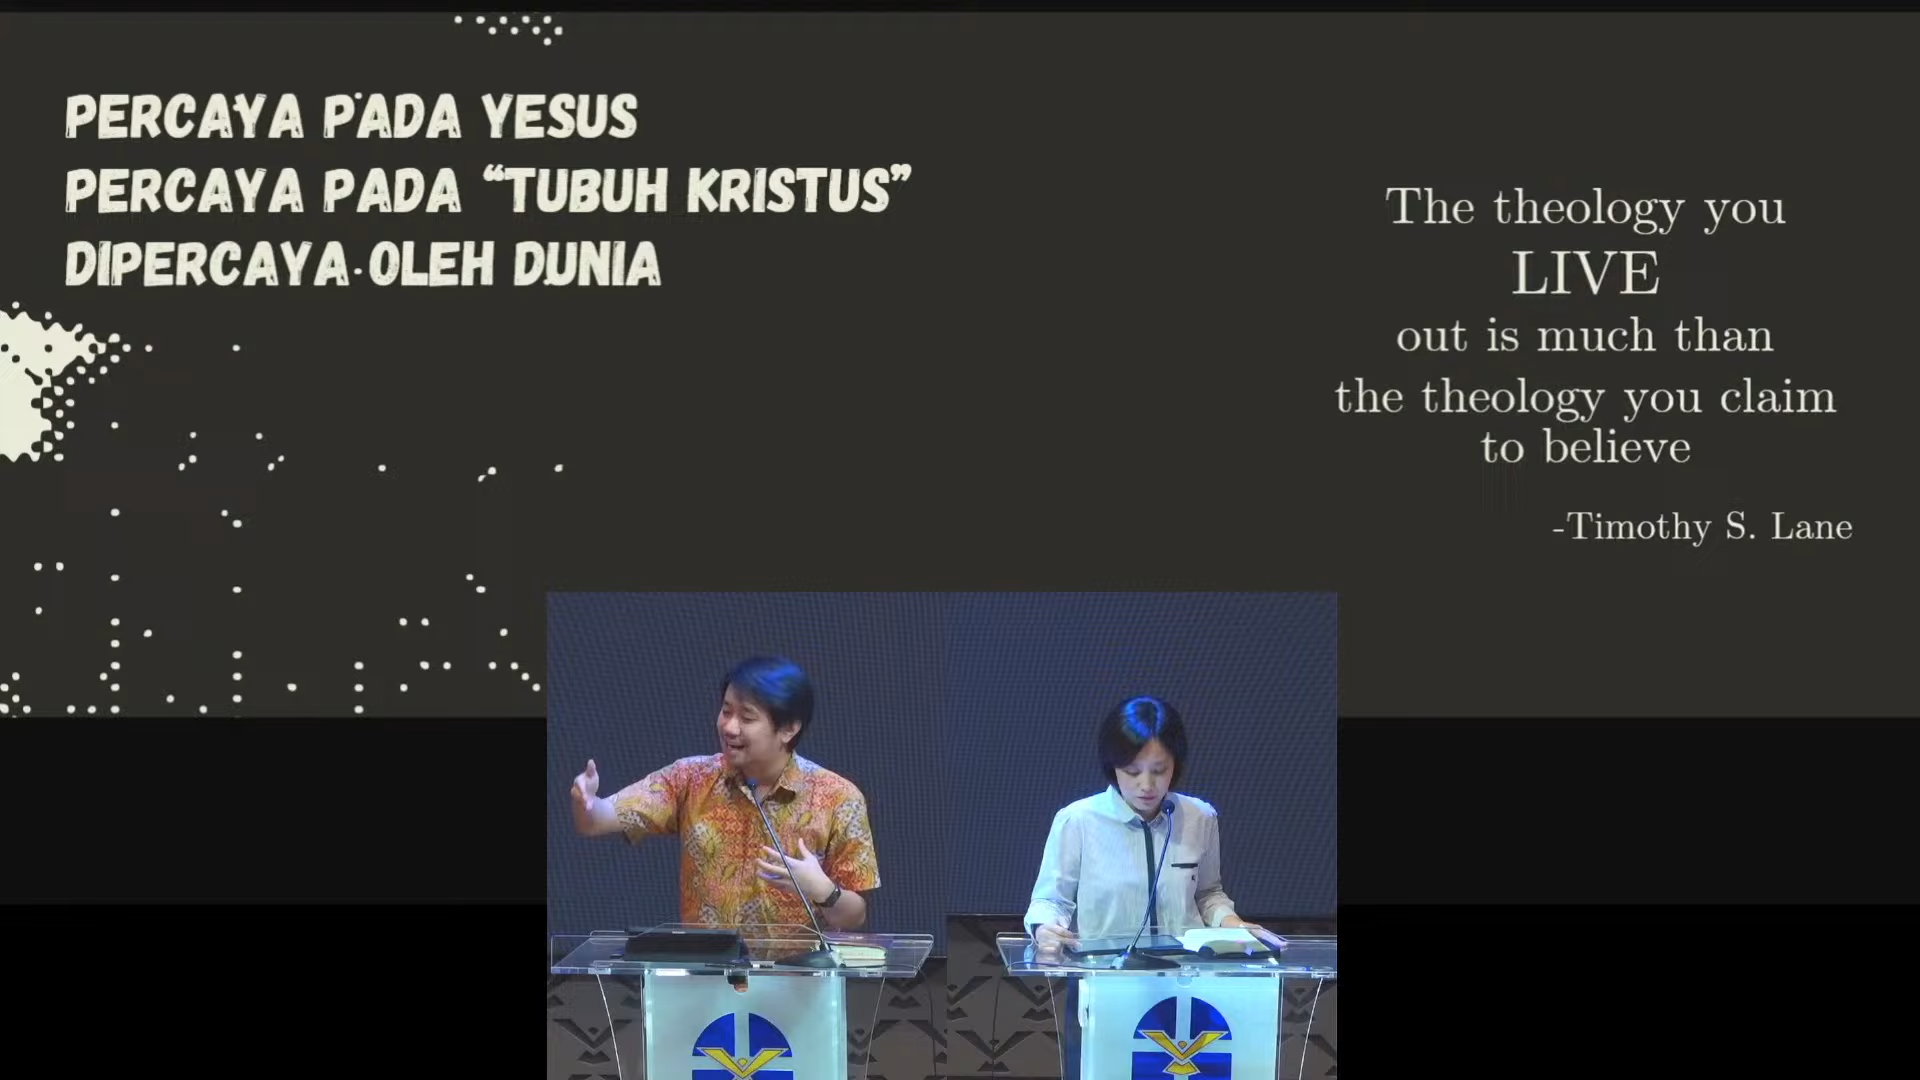 PERCAYA PADA YESUS
PERCAYA PADA “TUBUH KRISTUS”
DIPERCAYA OLEH DUNIA
The theology you
LIVE
out is much than
the theology you claim
to believe
-Timothy S. Lane